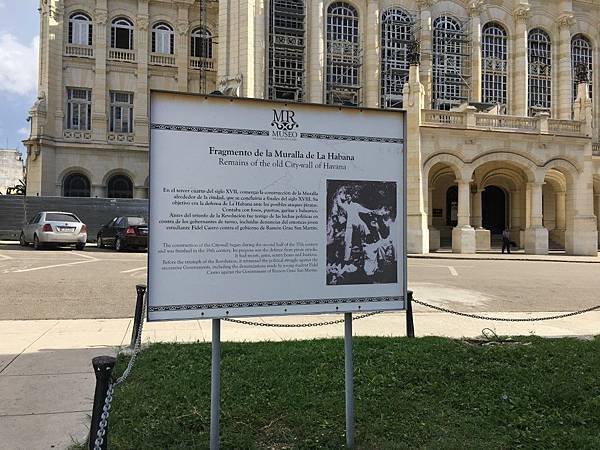 MR
MUSEO
Fragmento de la Muralla de La Habana
Remains of the old City-wall of Havana
En el tercer cuarto del siglo XVII, comenzó la construcción de la Muralla
de La Habana, que se concluiría a finales del siglo XVIII. Su
objetivo era la defensa de La Habana ante los posibles ataques piratas.
Contaba con fosos, puertas, garitas y baluartes.
Antes del triunfo de la Revolución fue testigo de las luchas políticas en
contra de los gobernantes de turno, incluida la del entonces joven
estudiante Fidel Castro contra el gobierno de Ramón Grau San Martín.
The construction of the Citywall began during the second half of the 17th century
and was finished in the 18th century. Its purpose was the defence from pirate attacks.
It had moats, gates, sentry boxes and bastions.
Before the triumph of the Revolution, it witnessed the political struggle against the
successive Governments, including the made by young student Fidel
Castro against the Government of Ramon Grau San Martin.